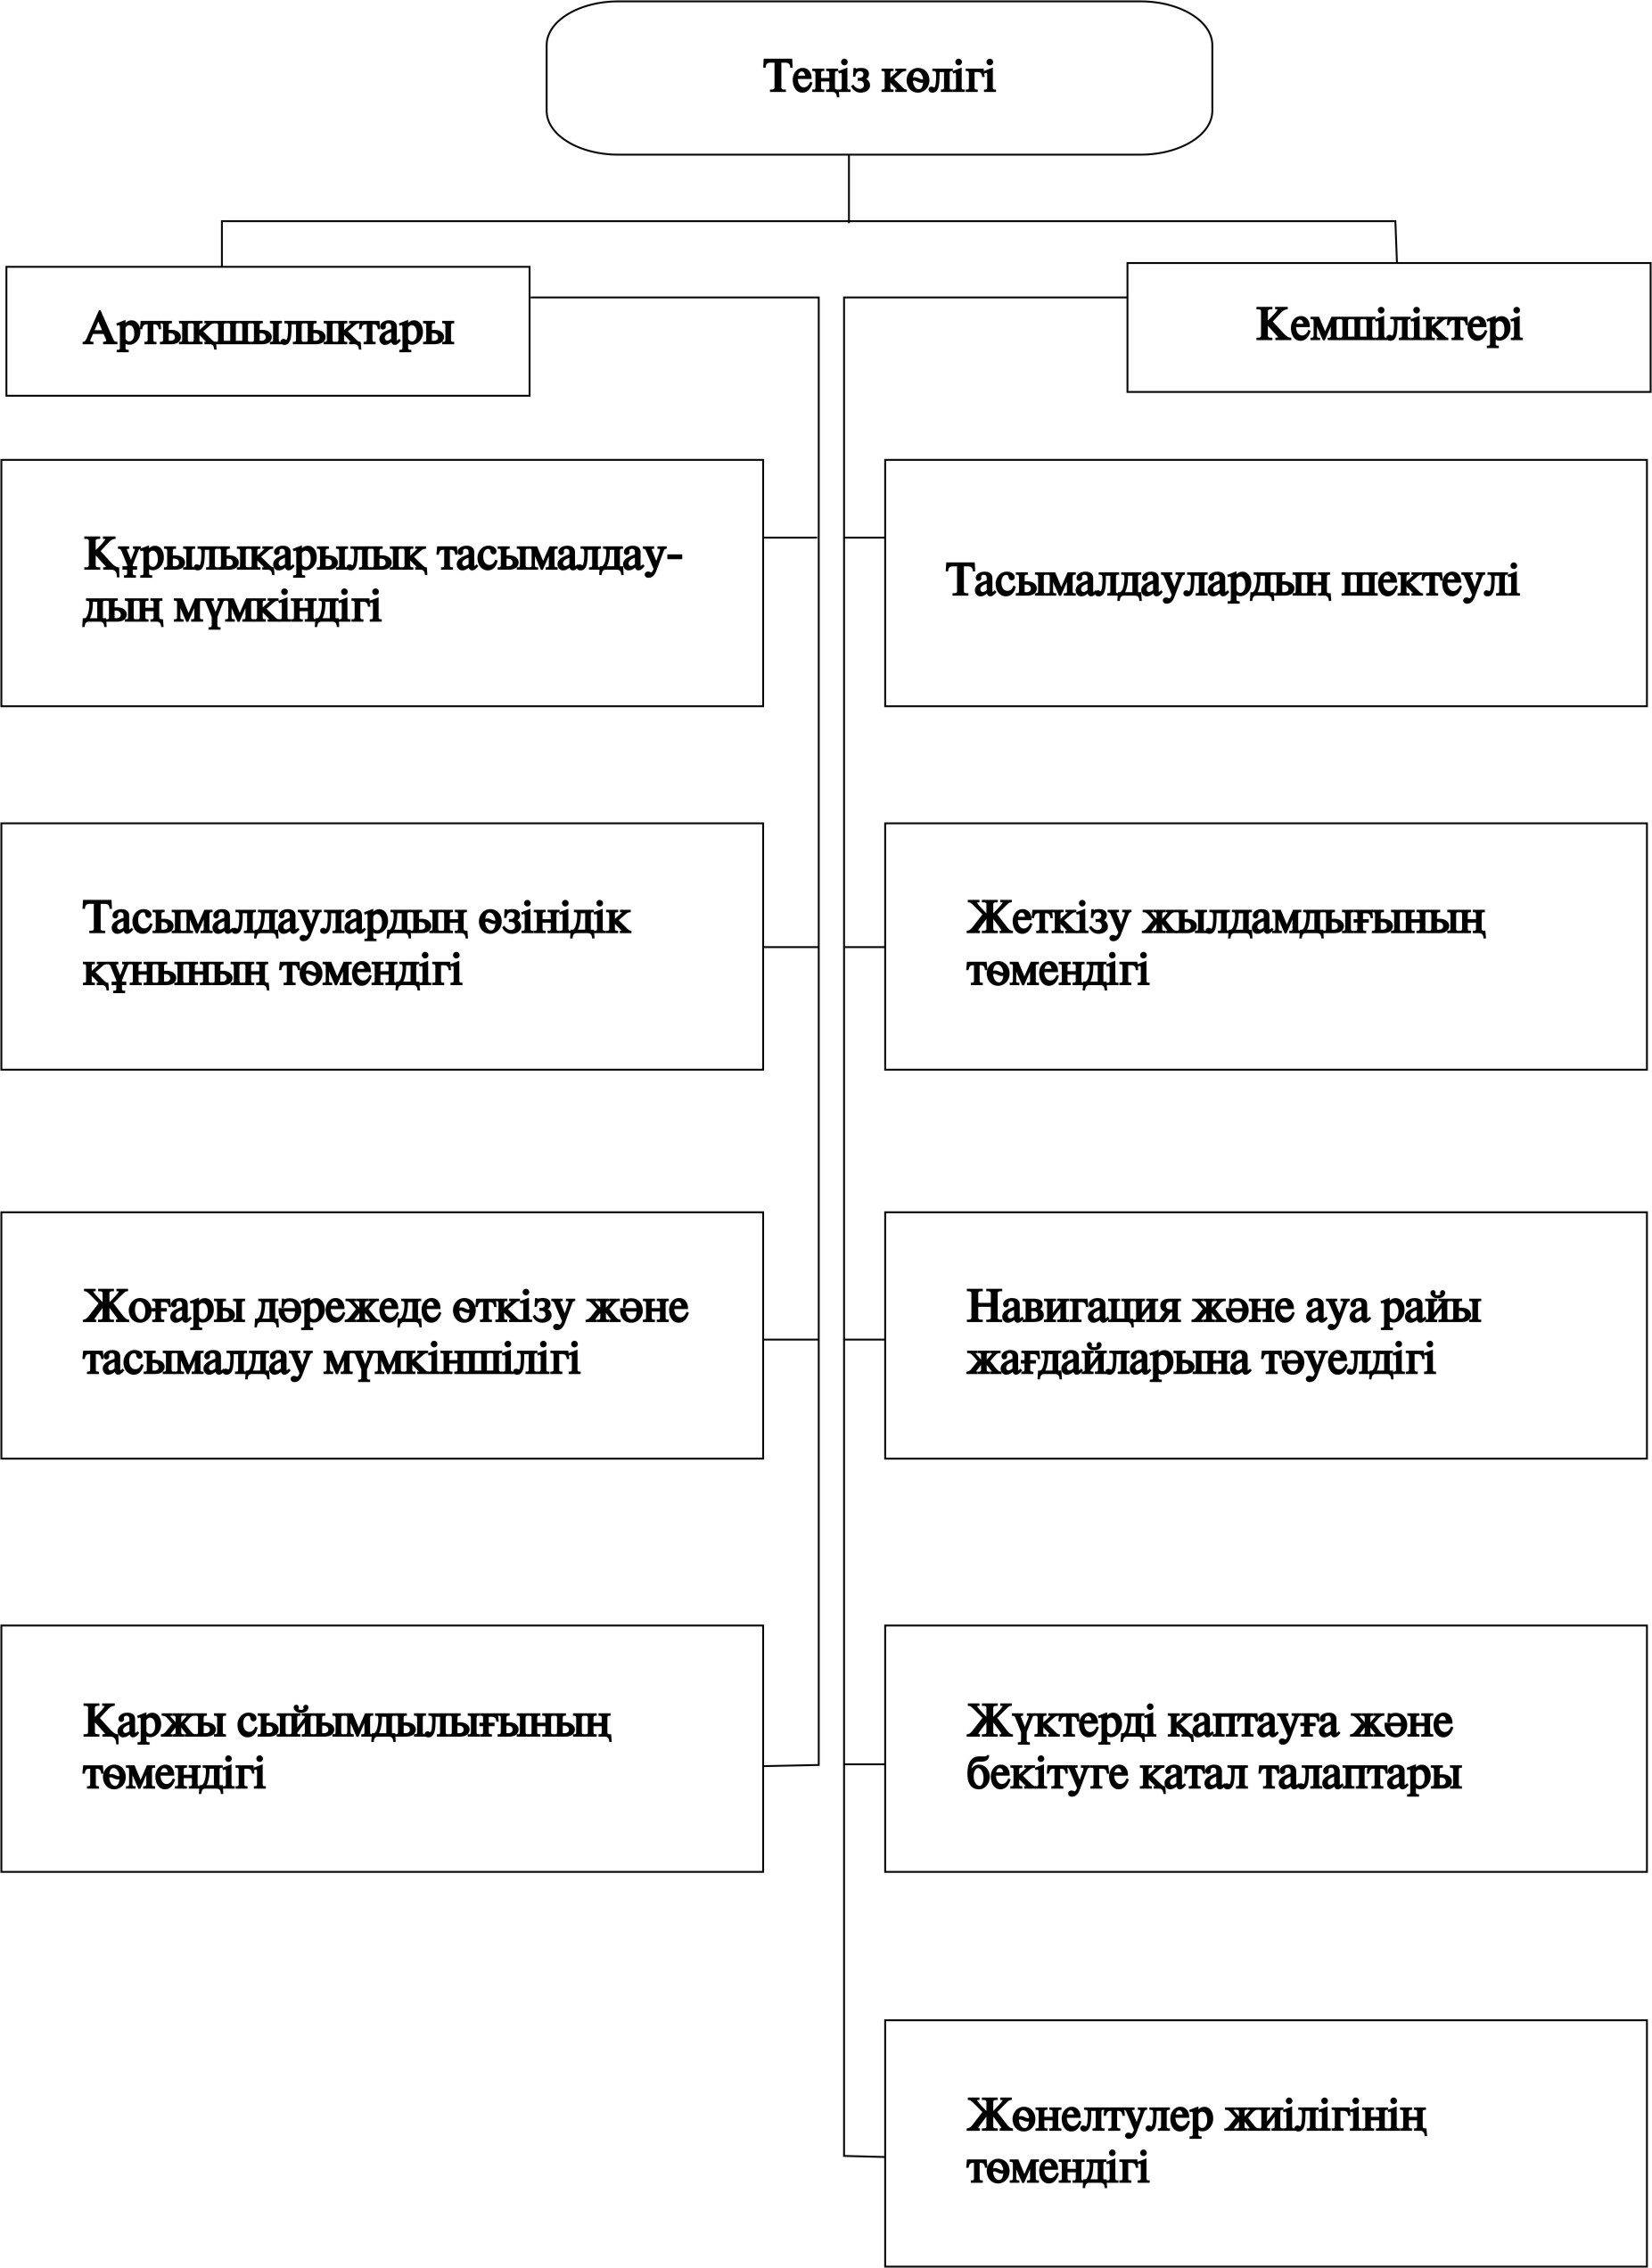 Теңіз көлігі
Артықшылықтары
Кемшіліктері
Құрылықарылық тасымалдау-
дың мүмкіндігі
Тасымалдаулардың шектеулі
Тасымалдаулардың өзіндік
құнының төмендігі
Жеткізу жылдамдығының
төмендігі
Жоғары дәрежеде өткізу және
тасымалдау мүмкіншілігі
Навигация және ауа райы
жағдайларына тәуелдігі
Қаржы сыйымдылығының
төмендігі
Жүктерді қаптауға және
бекітуге қатал талаптары
Жөнелтулер жиілігінің
төмендігі